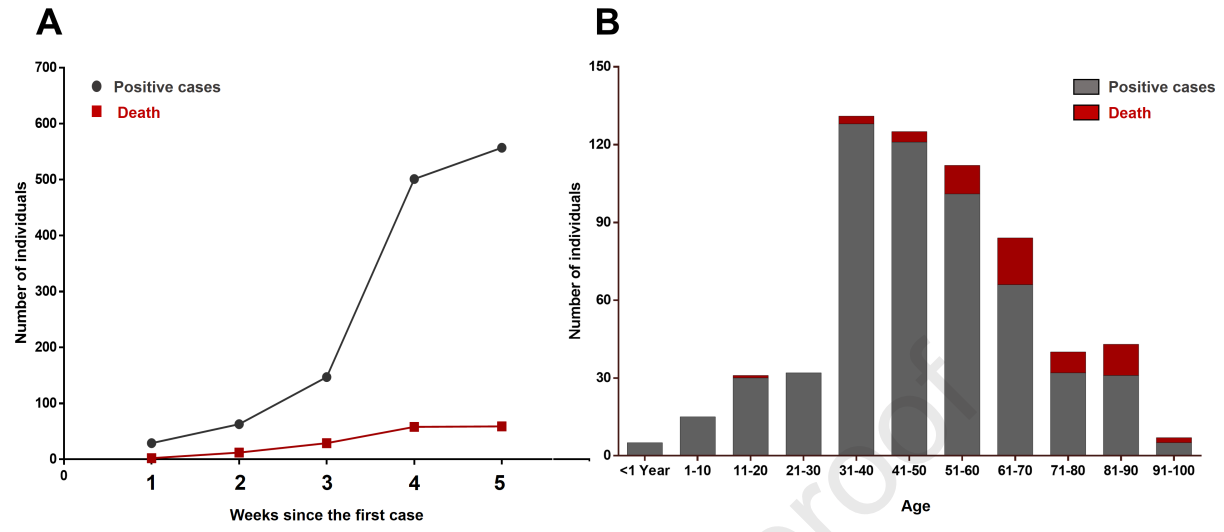 A
Number of individuals
700
600
500
400
300
200
100
0
Positive cases
Death
0
1 2 3 4 5
Weeks since the first case
B
Number of individuals
150
120
90
60
30
0
Positive cases
Death
<1 Year 1-10 11-20 21-30 31-40 41-50 51-60 61-70 71-80 81-90 91-100
Age
proof